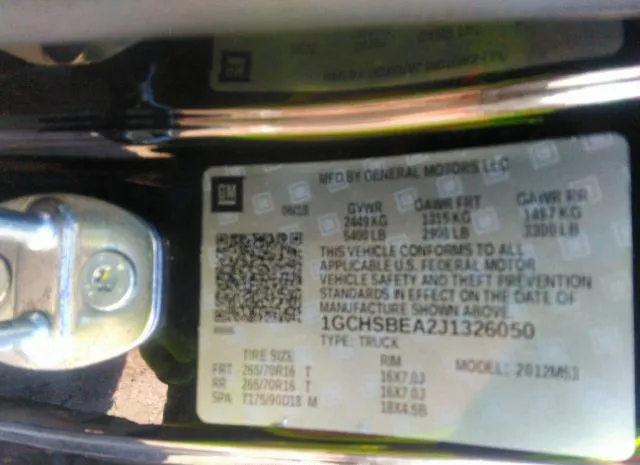 GM
MFD BY GENERAL MOTORS LLC
06/18 GVWR GAWR FRT GAWR RR
2449 KG 1315 KG 1497 KG
5400 LB 2900 LB 3300 LB
THIS VEHICLE CONFORMS TO ALL
APPLICABLE U.S. FEDERAL MOTOR
VEHICLE SAFETY AND THEFT PREVENTION
STANDARDS IN EFFECT ON THE DATE OF
MANUFACTURE SHOWN ABOVE.
1GCHSBEA2J1326050
TYPE: TRUCK
TIRE SIZE RIM MODEL: 2812M53
FRT 265/70R16 T 16X7.0J
RR 265/70R16 T 16X7.0J
SPA T175/90D18 M 18X4.5B